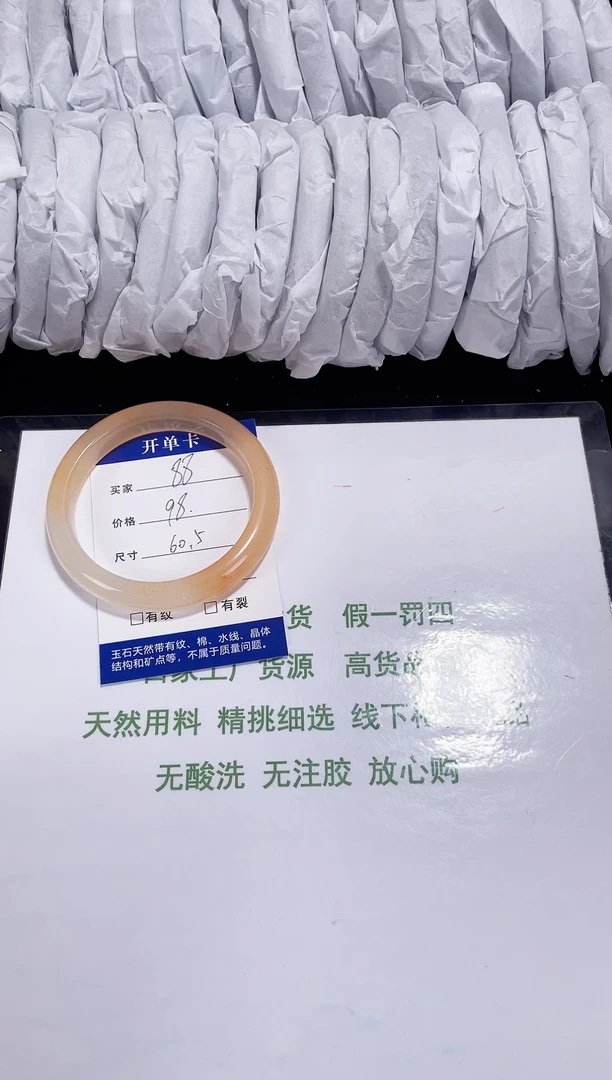 开单卡
买家 88
价格 98.
尺寸 60.5
□有纹 □有裂
玉石天然带有纹、棉、水线、晶体
结构和矿点等，不属于质量问题。
货 假一罚四
货源 高货
天然用料 精挑细选 线下
无酸洗 无注胶 放心购